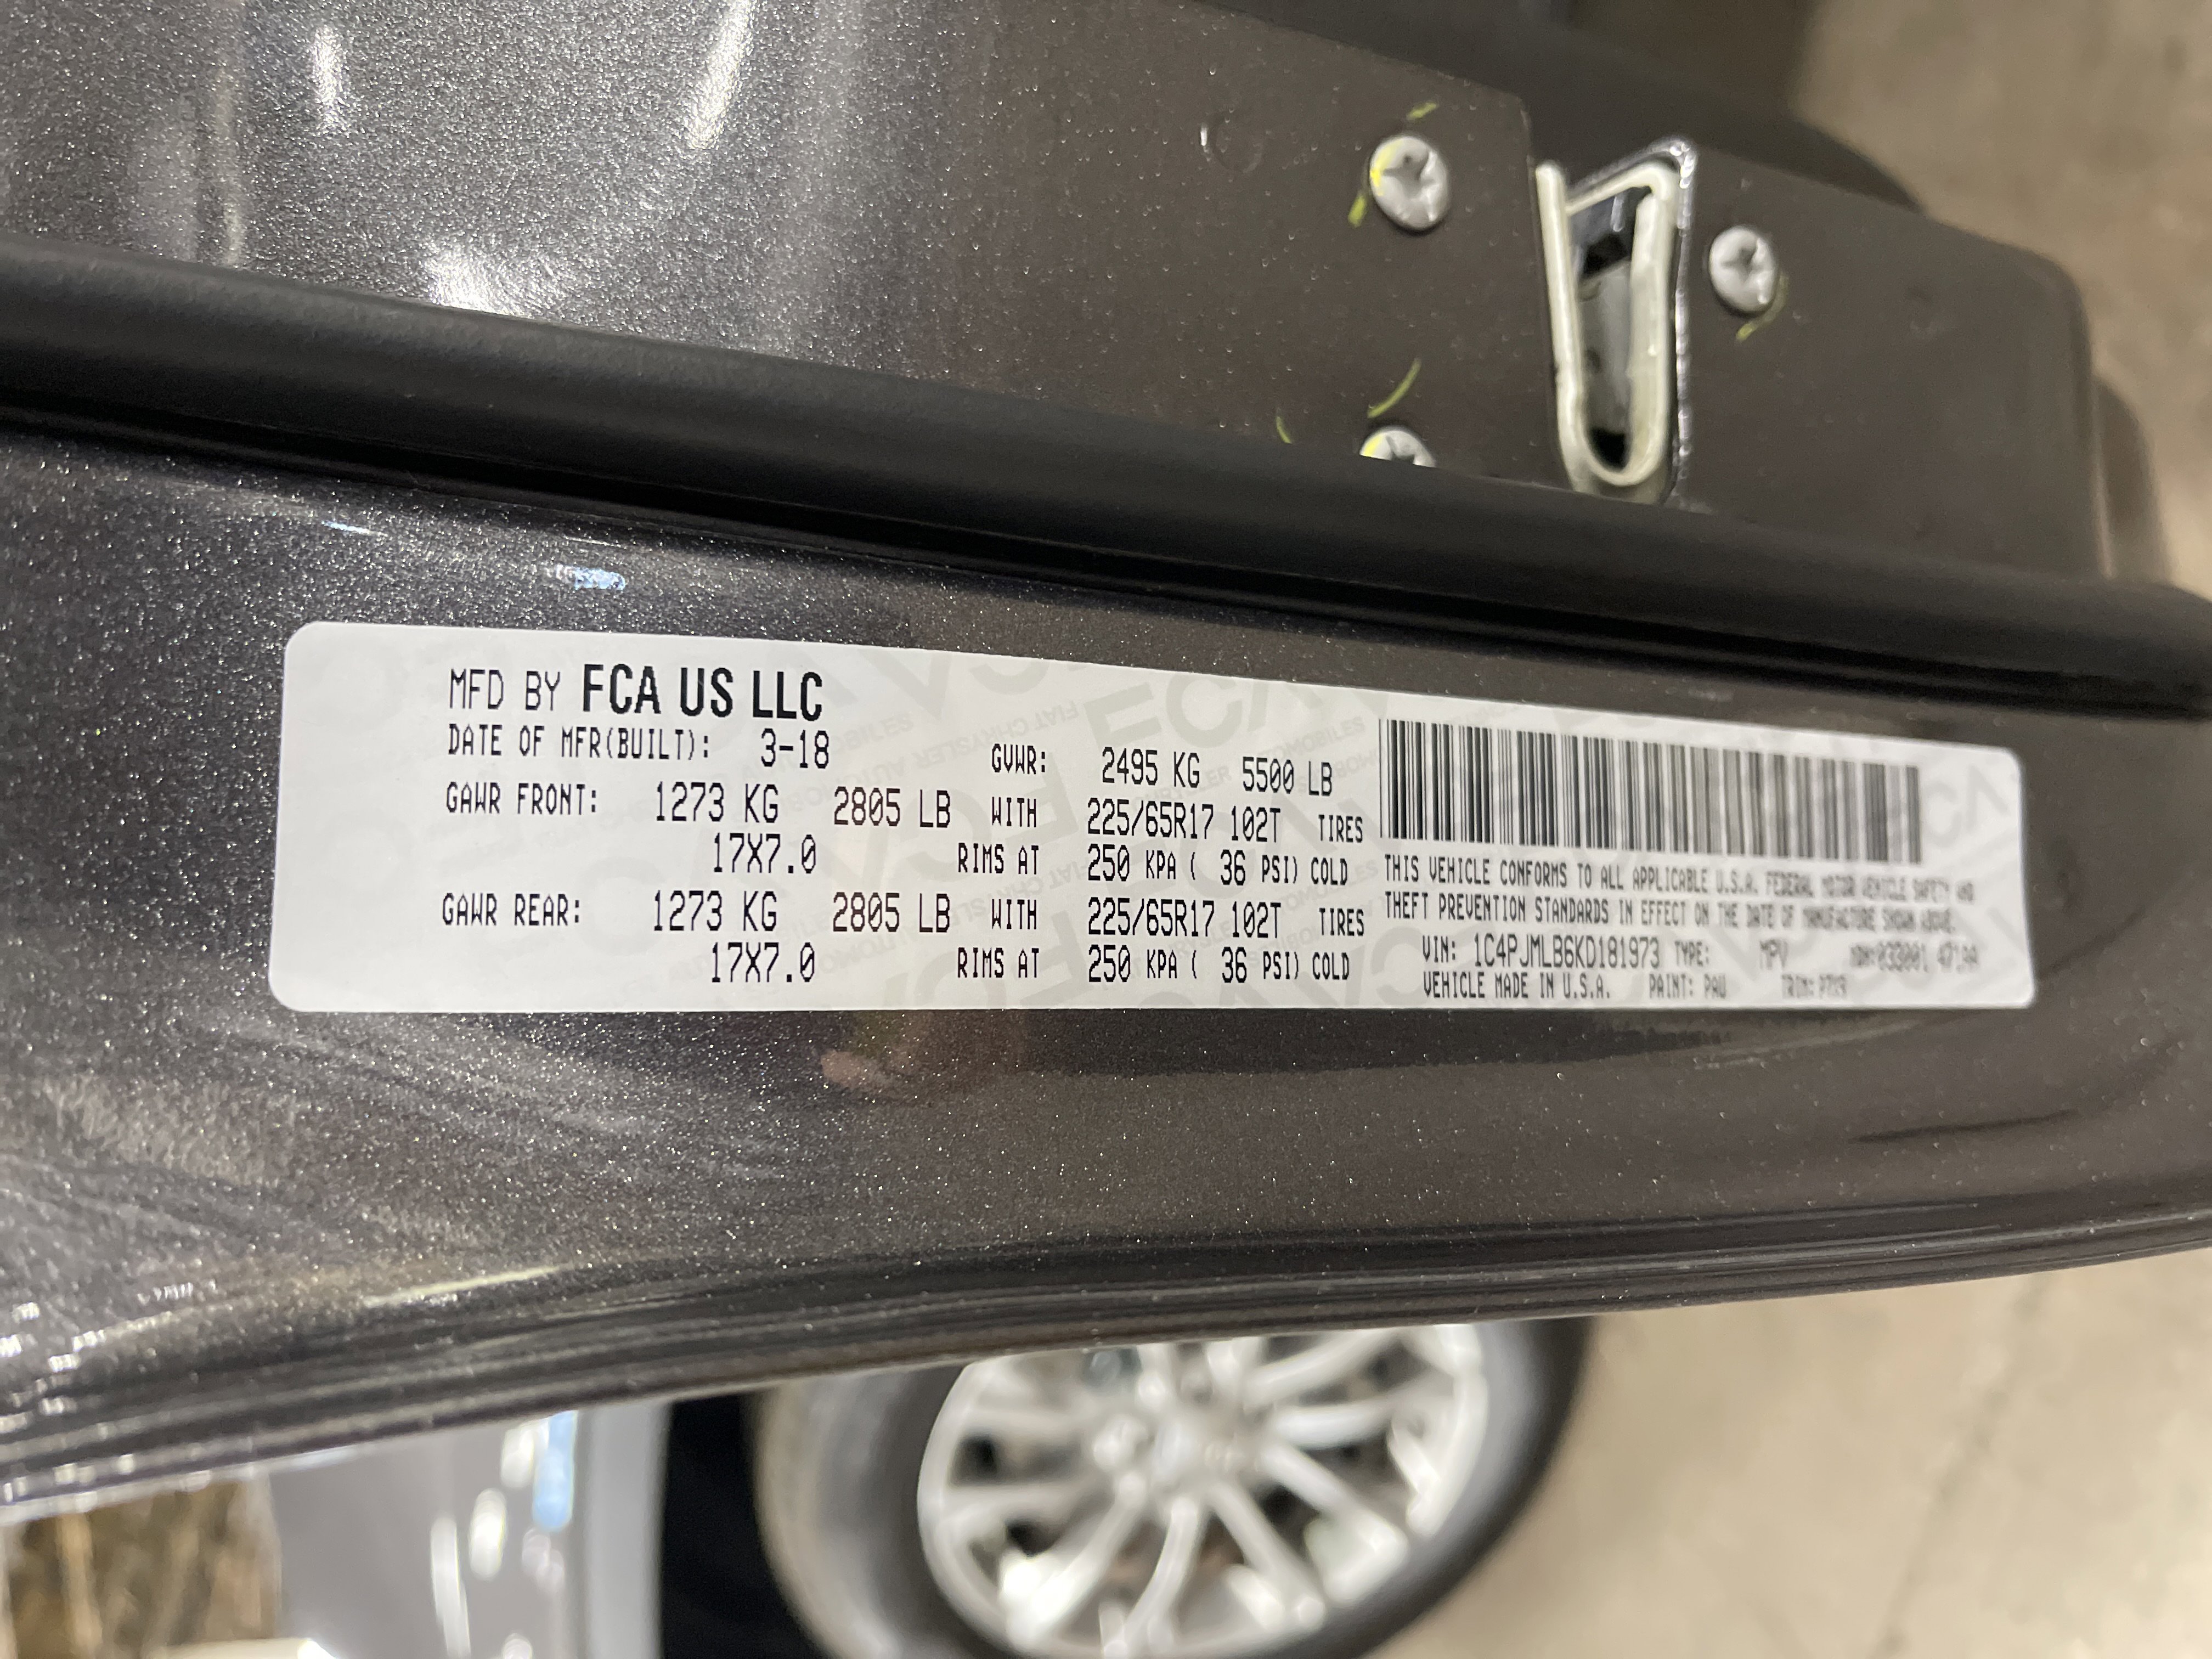 MFD BY FCA US LLC
DATE OF MFR(BUILT): 3-18 GVWR: 2495 KG 5500 LB
GAWR FRONT: 1273 KG 2805 LB WITH 225/65R17 102T TIRES
17X7.0 RIMS AT 250 KPA ( 36 PSI) COLD
GAWR REAR: 1273 KG 2805 LB WITH 225/65R17 102T TIRES
17X7.0 RIMS AT 250 KPA ( 36 PSI) COLD
THIS VEHICLE CONFORMS TO ALL APPLICABLE U.S.A. FEDERAL MOTOR VEHICLE SAFETY AND
THEFT PREVENTION STANDARDS IN EFFECT ON THE DATE OF MANUFACTURE SHOWN ABOVE.
VIN: 1C4PJMLB6KD181973 TYPE: MPV
VEHICLE MADE IN U.S.A. PAINT: PAU TRIM: